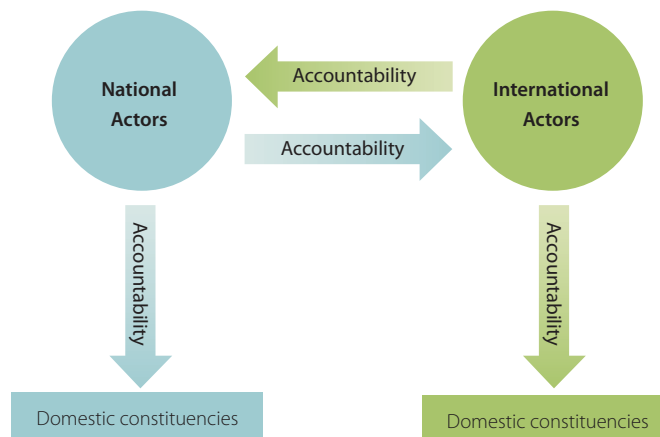 National
Actors
Accountability
International
Actors
Accountability
Accountability
Accountability
Domestic constituencies
Domestic constituencies